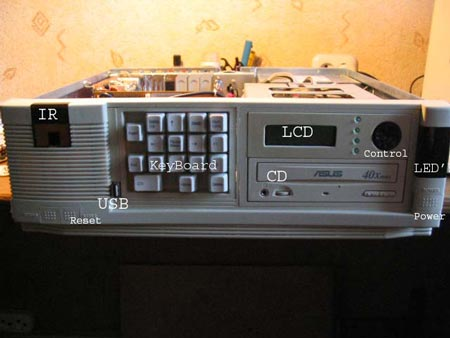 IR
LCD
KeyBoard
Control
LED'
CD
ASUS
40x
USB
Reset
Power